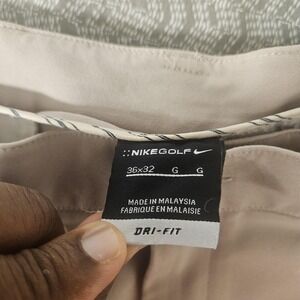 ::NIKEGOLF
36x32 G G
MADE IN MALAYSIA
FABRIQUÉ EN MALAISIE
DRI-FIT